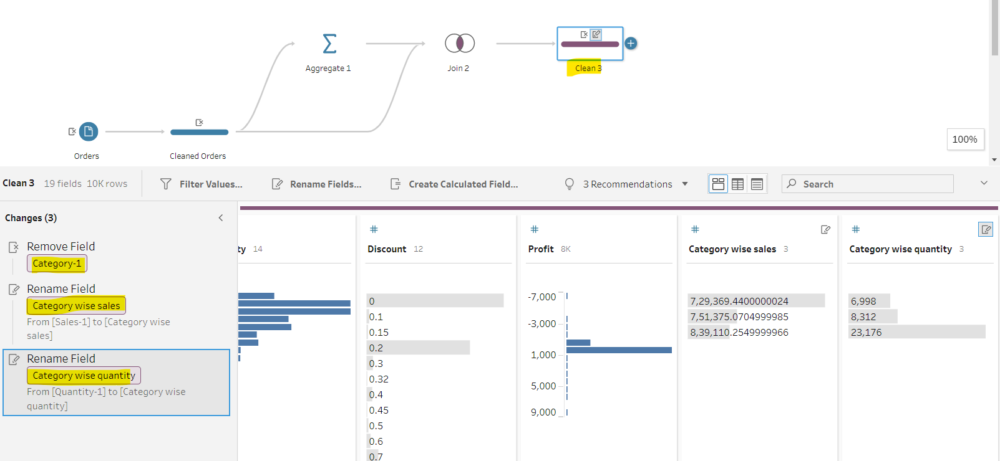 Aggregate 1
Join 2
Clean 3
Orders
Cleaned Orders
100%
Clean 3 19 fields 10K rows
Filter Values...
Rename Fields...
Create Calculated Field...
3 Recommendations
Search
Changes (3)
Remove Field
Category-1
Rename Field
Category wise sales
From [Sales-1] to [Category wise
sales]
Rename Field
Category wise quantity
From [Quantity-1] to [Category wise
quantity]
ty 14
#
Discount 12
0
0.1
0.15
0.2
0.3
0.32
0.4
0.45
0.5
0.6
0.7
#
Profit 8K
-7,000
-3,000
1,000
5,000
9,000
#
Category wise sales 3
7,29,369.4400000024
7,51,375.0704999985
8,39,110.2549999966
#
Category wise quantity 3
6,998
8,312
23,176